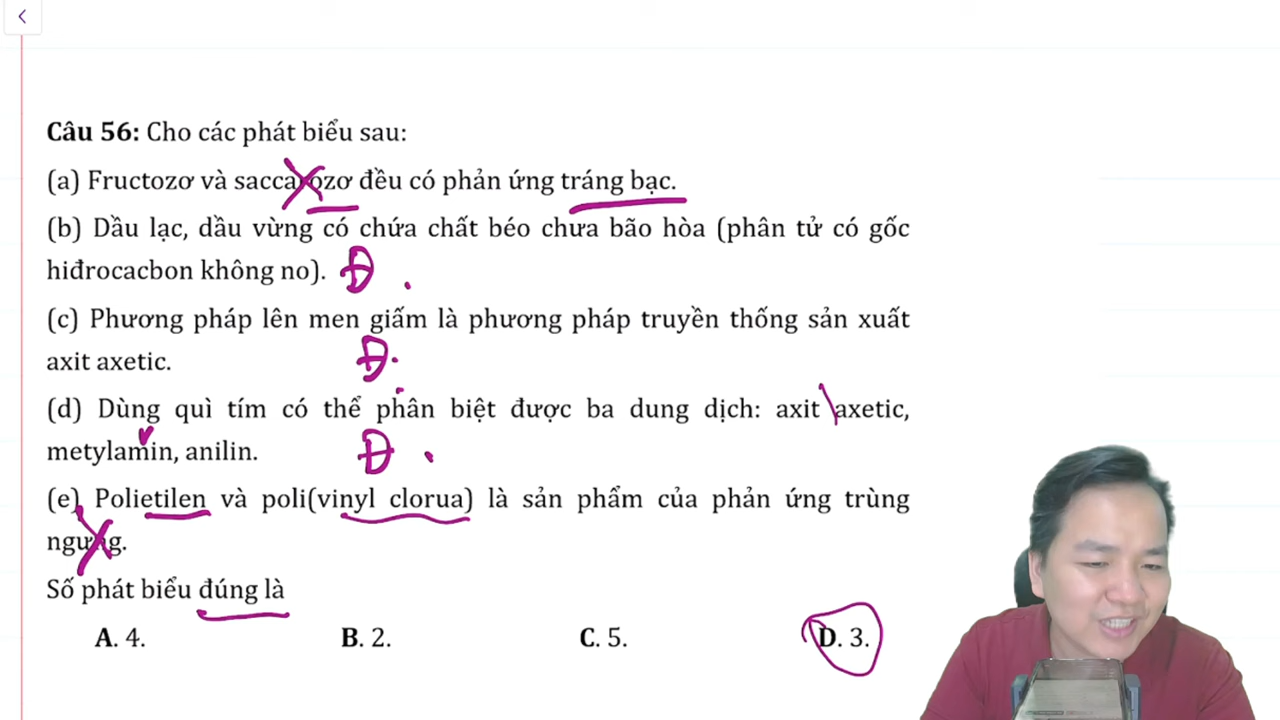 Câu 56: Cho các phát biểu sau:
(a) Fructozơ và saccarozơ đều có phản ứng tráng bạc.
(b) Dầu lạc, dầu vừng có chứa chất béo chưa bão hòa (phân tử có gốc
hiđrocacbon không no). Đ
(c) Phương pháp lên men giấm là phương pháp truyền thống sản xuất
axit axetic. Đ
(d) Dùng quì tím có thể phân biệt được ba dung dịch: axit axetic,
metylamin, anilin. Đ
(e) Polietilen và poli(vinyl clorua) là sản phẩm của phản ứng trùng
ngưng.
Số phát biểu đúng là
A. 4. B. 2. C. 5. D. 3.